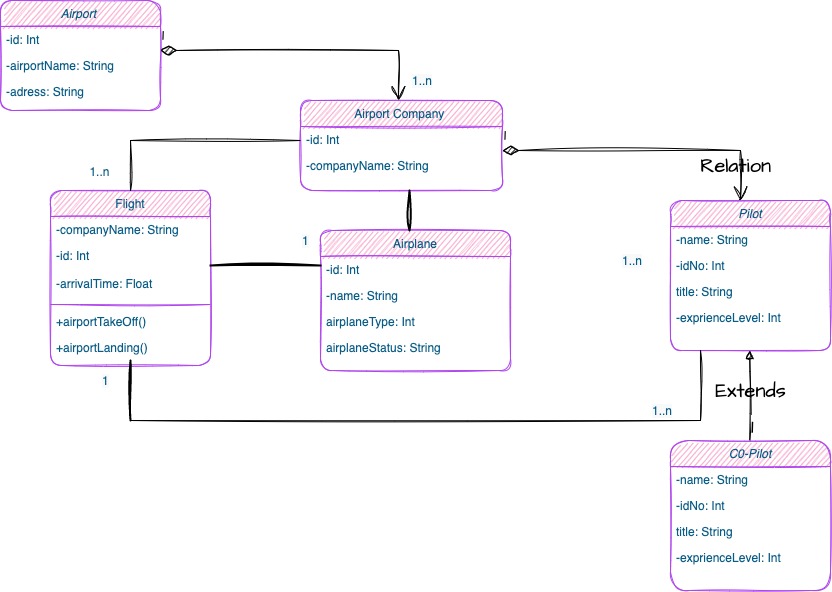 Airport
-id: Int
-airportName: String
-adress: String
1..n
Airport Company
-id: Int
-companyName: String
1..n
Relation
Flight
-companyName: String
-id: Int
-arrivalTime: Float
+airportTakeOff()
+airportLanding()
1
Airplane
-id: Int
-name: String
airplaneType: Int
airplaneStatus: String
1..n
Pilot
-name: String
-idNo: Int
title: String
-exprienceLevel: Int
1
1..n
Extends
C0-Pilot
-name: String
-idNo: Int
title: String
-exprienceLevel: Int